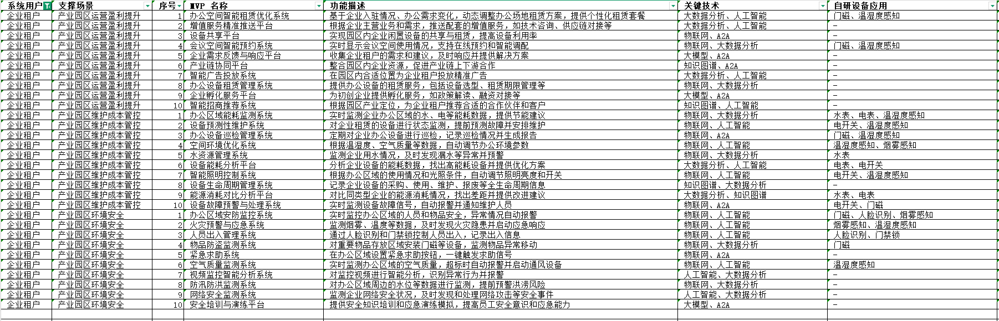 系统用户 支撑场景 序号 MVP 名称 功能描述 关键技术 自研设备应用
企业租户 产业园区运营盈利提升 1 办公空间智能租赁优化系统 基于企业入驻情况、办公需求变化，动态调整办公场地租赁方案，提供个性化租赁套餐 大数据分析、人工智能 门磁、温湿度感知
企业租户 产业园区运营盈利提升 2 增值服务精准推送平台 根据企业主营业务和需求，推送配套的增值服务，如技术咨询、供应链对接等 大数据分析、人工智能 -
企业租户 产业园区运营盈利提升 3 设备共享平台 实现园区内企业闲置设备的共享与租赁，提高设备利用率 物联网、A2A -
企业租户 产业园区运营盈利提升 4 会议空间智能预约系统 实时显示会议空间使用情况，支持在线预约和智能调配 物联网、大数据分析 门磁、温湿度感知
企业租户 产业园区运营盈利提升 5 企业需求反馈与响应平台 收集企业租户的需求和建议，及时响应并提供解决方案 大模型、A2A -
企业租户 产业园区运营盈利提升 6 产业链协同平台 整合园区内企业资源，促进产业链上下游合作 知识图谱、A2A -
企业租户 产业园区运营盈利提升 7 智能广告投放系统 在园区内合适位置为企业租户投放精准广告 大数据分析、人工智能 -
企业租户 产业园区运营盈利提升 8 办公设备租赁管理系统 提供办公设备的租赁服务，包括设备选型、租赁期限管理等 物联网、大数据分析 -
企业租户 产业园区运营盈利提升 9 企业孵化服务平台 为初创企业提供孵化服务，如政策解读、融资对接等 大模型、A2A -
企业租户 产业园区运营盈利提升 10 智能招商推荐系统 根据园区产业定位，为企业租户推荐合适的合作伙伴和客户 知识图谱、人工智能 -
企业租户 产业园区维护成本管控 1 办公区域能耗监测系统 实时监测企业办公区域的水、电等能耗数据，提供节能建议 物联网、大数据分析 水表、电表、温湿度感知
企业租户 产业园区维护成本管控 2 设备预测性维护系统 对企业租赁的设备进行状态监测，提前预测故障并安排维护 物联网、人工智能 电开关、温湿度感知
企业租户 产业园区维护成本管控 3 办公设备巡检管理系统 定期对企业办公设备进行巡检，记录巡检情况并生成报告 物联网、A2A 门磁、温湿度感知
企业租户 产业园区维护成本管控 4 空间环境优化系统 根据温湿度、空气质量等数据，自动调节办公环境参数 物联网、人工智能 温湿度感知、烟雾感知
企业租户 产业园区维护成本管控 5 水资源管理系统 监测企业用水情况，及时发现漏水等异常并预警 物联网、大数据分析 水表
企业租户 产业园区维护成本管控 6 设备能耗分析平台 分析企业设备的能耗数据，找出高能耗设备并提供优化方案 大数据分析、人工智能 电表、电开关
企业租户 产业园区维护成本管控 7 智能照明控制系统 根据办公区域的使用情况和光照条件，自动调节照明亮度和开关 物联网、人工智能 电开关、温湿度感知
企业租户 产业园区维护成本管控 8 设备生命周期管理系统 记录企业设备的采购、使用、维护、报废等全生命周期信息 知识图谱、大数据分析 -
企业租户 产业园区维护成本管控 9 能源消耗对比分析平台 对比同类型企业的能源消耗情况，找出差距并提供改进建议 大数据分析、知识图谱 水表、电表
企业租户 产业园区维护成本管控 10 设备故障预警与处理系统 实时监测设备故障信号，自动报警并通知维护人员 物联网、A2A 电开关、门磁
企业租户 产业园区环境安全 1 办公区域安防监控系统 实时监控办公区域的人员和物品安全，异常情况自动报警 物联网、人工智能 门磁、人脸识别、烟雾感知
企业租户 产业园区环境安全 2 火灾预警与应急系统 监测烟雾、温度等数据，及时发现火灾隐患并启动应急响应 物联网、人工智能 烟雾感知、温湿度感知
企业租户 产业园区环境安全 3 人员出入管理系统 通过人脸识别和门禁锁控制人员出入，记录出入信息 物联网、人工智能 人脸识别、门禁锁
企业租户 产业园区环境安全 4 物品防盗监测系统 对重要物品存放区域安装门磁等设备，监测物品异常移动 物联网、大数据分析 门磁
企业租户 产业园区环境安全 5 紧急求助系统 在办公区域设置紧急求助按钮，一键触发求助信号 物联网、A2A -
企业租户 产业园区环境安全 6 空气质量监测系统 实时监测办公区域的空气质量，超标时自动报警并启动通风设备 物联网、人工智能 温湿度感知
企业租户 产业园区环境安全 7 视频监控智能分析系统 对监控视频进行智能分析，识别异常行为并报警 人工智能、大数据分析 -
企业租户 产业园区环境安全 8 防汛防洪监测系统 对办公区域周边的水位等数据进行监测，提前预警洪涝风险 物联网、大数据分析 -
企业租户 产业园区环境安全 9 网络安全监测系统 监测企业网络安全状况，及时发现和处理网络攻击等安全事件 人工智能、大数据分析 -
企业租户 产业园区环境安全 10 安全培训与演练平台 提供安全知识培训和应急演练模拟，提高员工安全意识和应急能力 大模型、A2A -